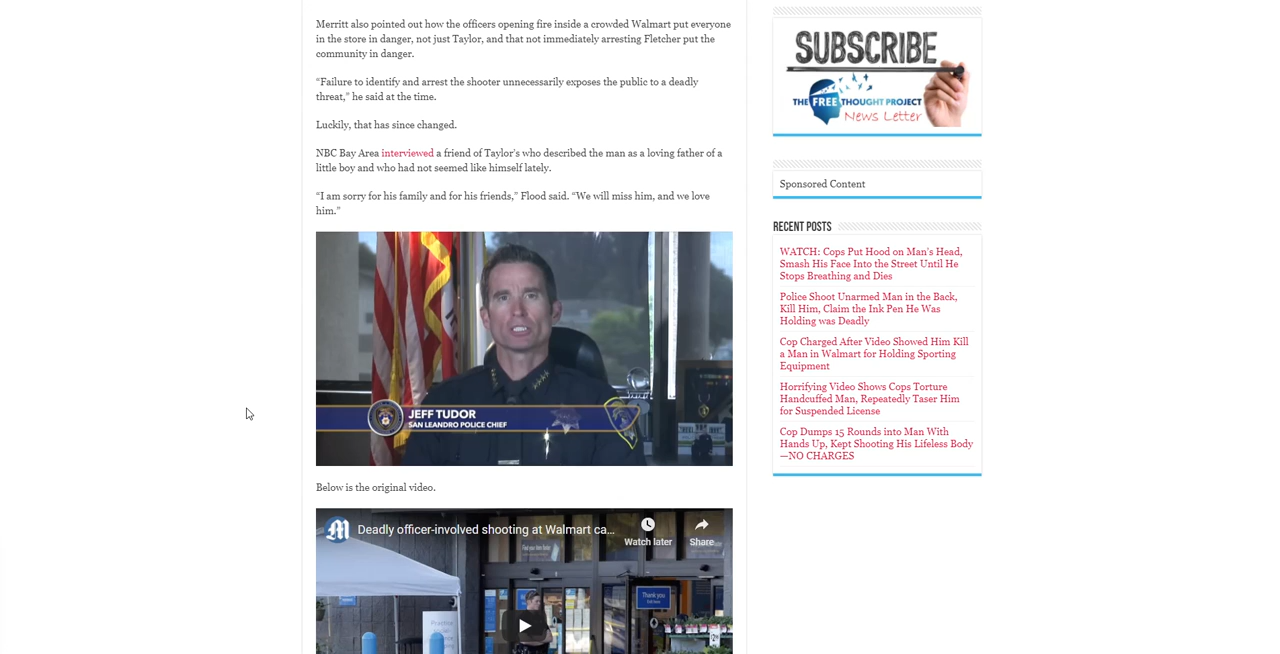 Merritt also pointed out how the officers opening fire inside a crowded Walmart put everyone
in the store in danger, not just Taylor, and that not immediately arresting Fletcher put the
community in danger.
“Failure to identify and arrest the shooter unnecessarily exposes the public to a deadly
threat,” he said at the time.
Luckily, that has since changed.
NBC Bay Area interviewed a friend of Taylor’s who described the man as a loving father of a
little boy and who had not seemed like himself lately.
“I am sorry for his family and for his friends,” Flood said. “We will miss him, and we love
him.”
JEFF TUDOR
SAN LEANDRO POLICE CHIEF
Below is the original video.
Deadly officer-involved shooting at Walmart ca...
Watch later
Share
Thank you
SUBSCRIBE
THE FREE THOUGHT PROJECT
News Letter
Sponsored Content
RECENT POSTS
WATCH: Cops Put Hood on Man’s Head,
Smash His Face Into the Street Until He
Stops Breathing and Dies
Police Shoot Unarmed Man in the Back,
Kill Him, Claim the Ink Pen He Was
Holding was Deadly
Cop Charged After Video Showed Him Kill
a Man in Walmart for Holding Sporting
Equipment
Horrifying Video Shows Cops Torture
Handcuffed Man, Repeatedly Taser Him
for Suspended License
Cop Dumps 15 Rounds into Man With
Hands Up, Kept Shooting His Lifeless Body
—NO CHARGES